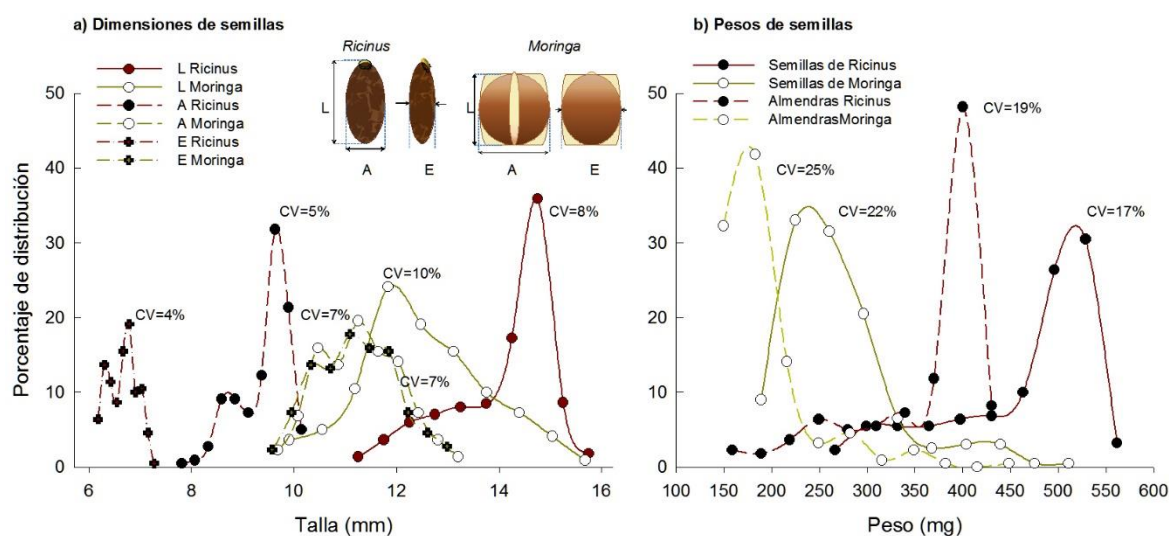 a) Dimensiones de semillas
L Ricinus
L Moringa
A Ricinus
A Moringa
E Ricinus
E Moringa
Ricinus
Moringa
L
L
A
E
A
E
Porcentaje de distribución
50
40
30
20
10
0
CV=4%
CV=5%
CV=7%
CV=10%
CV=7%
CV=8%
6
8
10
12
14
16
Talla (mm)
b) Pesos de semillas
Semillas de Ricinus
Semillas de Moringa
Almendras Ricinus
AlmendrasMoringa
50
40
30
20
10
0
CV=25%
CV=22%
CV=19%
CV=17%
100
150
200
250
300
350
400
450
500
550
600
Peso (mg)